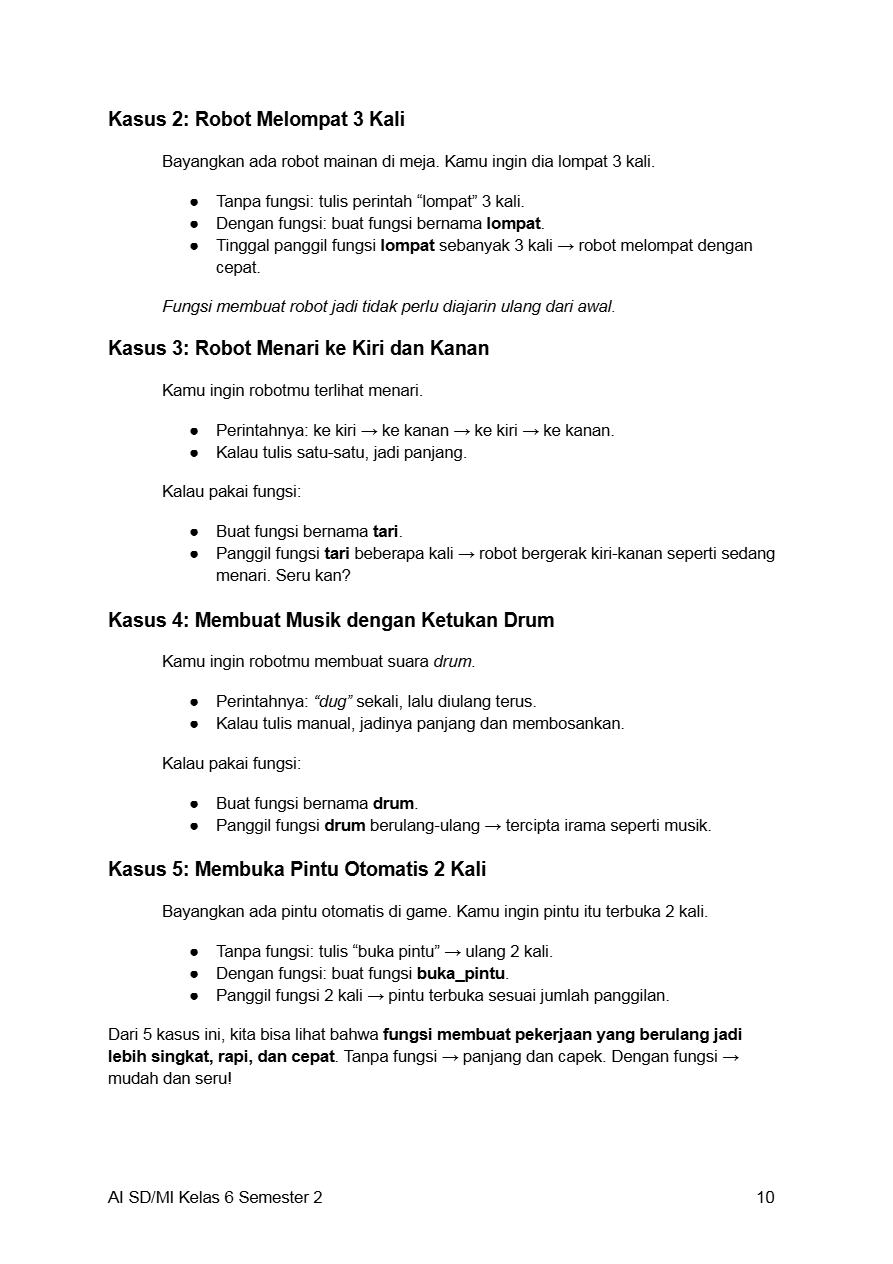 Kasus 2: Robot Melompat 3 Kali
Bayangkan ada robot mainan di meja. Kamu ingin dia lompat 3 kali.
● Tanpa fungsi: tulis perintah “lompat” 3 kali.
● Dengan fungsi: buat fungsi bernama lompat.
● Tinggal panggil fungsi lompat sebanyak 3 kali → robot melompat dengan
cepat.
Fungsi membuat robot jadi tidak perlu diajarin ulang dari awal.
Kasus 3: Robot Menari ke Kiri dan Kanan
Kamu ingin robotmu terlihat menari.
● Perintahnya: ke kiri → ke kanan → ke kiri → ke kanan.
● Kalau tulis satu-satu, jadi panjang.
Kalau pakai fungsi:
● Buat fungsi bernama tari.
● Panggil fungsi tari beberapa kali → robot bergerak kiri-kanan seperti sedang
menari. Seru kan?
Kasus 4: Membuat Musik dengan Ketukan Drum
Kamu ingin robotmu membuat suara drum.
● Perintahnya: “dug” sekali, lalu diulang terus.
● Kalau tulis manual, jadinya panjang dan membosankan.
Kalau pakai fungsi:
● Buat fungsi bernama drum.
● Panggil fungsi drum berulang-ulang → tercipta irama seperti musik.
Kasus 5: Membuka Pintu Otomatis 2 Kali
Bayangkan ada pintu otomatis di game. Kamu ingin pintu itu terbuka 2 kali.
● Tanpa fungsi: tulis “buka pintu” → ulang 2 kali.
● Dengan fungsi: buat fungsi buka_pintu.
● Panggil fungsi 2 kali → pintu terbuka sesuai jumlah panggilan.
Dari 5 kasus ini, kita bisa lihat bahwa fungsi membuat pekerjaan yang berulang jadi
lebih singkat, rapi, dan cepat. Tanpa fungsi → panjang dan capek. Dengan fungsi →
mudah dan seru!
AI SD/MI Kelas 6 Semester 2 10